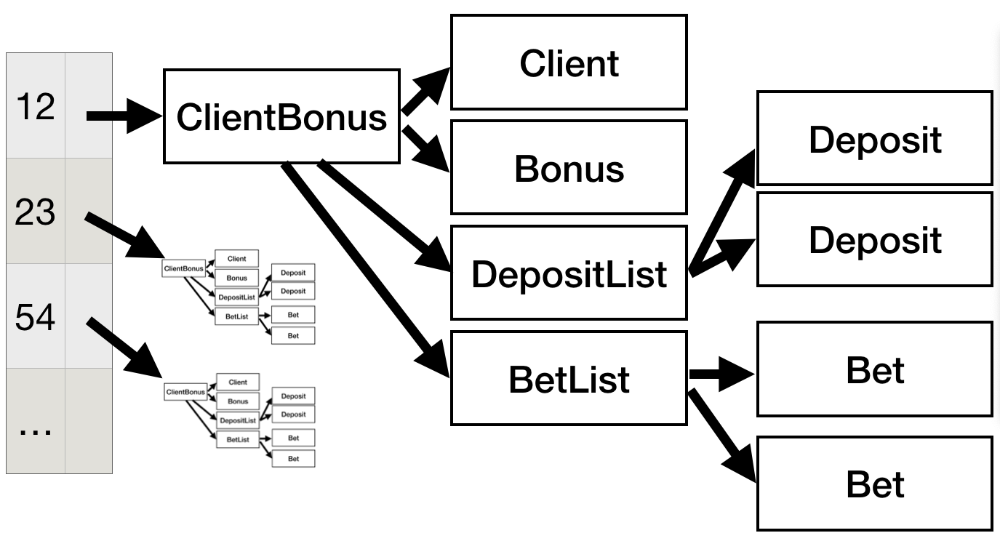 12
23
54
...
ClientBonus
Client
Bonus
DepositList
BetList
Deposit
Deposit
Bet
Bet
ClientBonus
Client
Bonus
DepositList
BetList
Deposit
Deposit
Bet
Bet
ClientBonus
Client
Bonus
DepositList
BetList
Deposit
Deposit
Bet
Bet